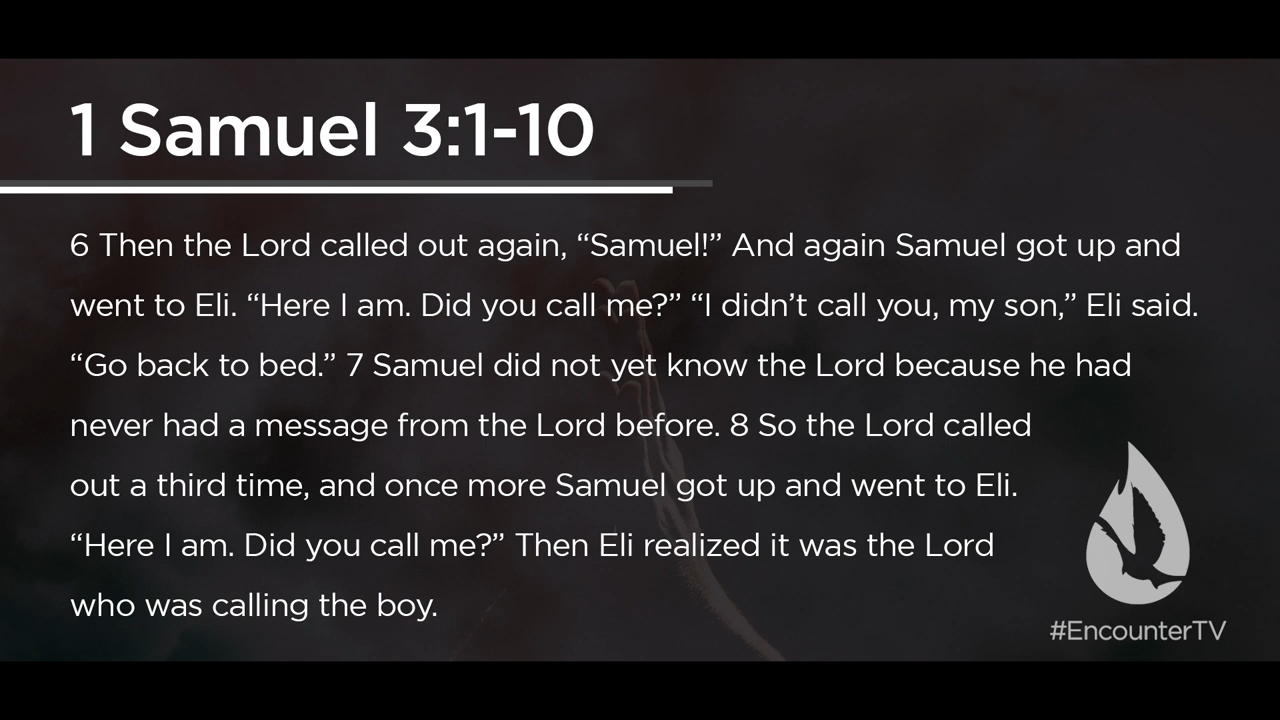 1 Samuel 3:1-10
6 Then the Lord called out again, “Samuel!” And again Samuel got up and
went to Eli. “Here I am. Did you call me?” “I didn’t call you, my son,” Eli said.
“Go back to bed.” 7 Samuel did not yet know the Lord because he had
never had a message from the Lord before. 8 So the Lord called
out a third time, and once more Samuel got up and went to Eli.
“Here I am. Did you call me?” Then Eli realized it was the Lord
who was calling the boy.
#EncounterTV